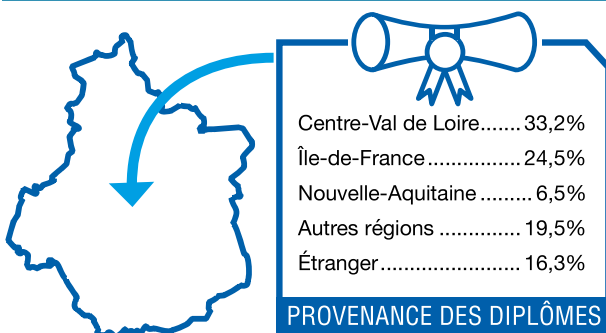 Centre-Val de Loire....... 33,2%
Île-de-France................ 24,5%
Nouvelle-Aquitaine ......... 6,5%
Autres régions .............. 19,5%
Étranger........................ 16,3%
PROVENANCE DES DIPLÔMES